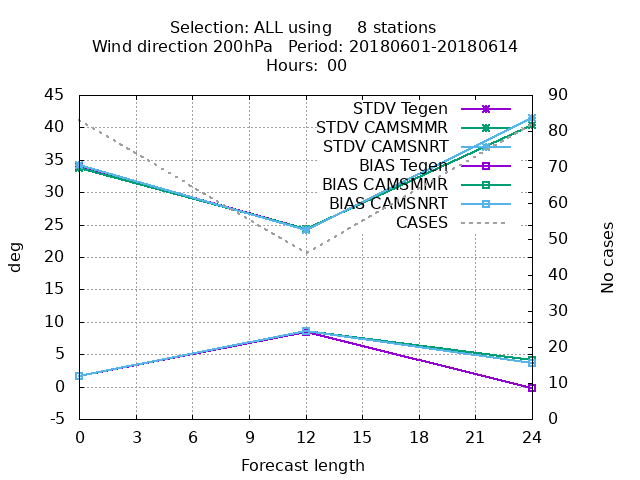 Selection: ALL using     8 stations
Wind direction 200hPa   Period: 20180601-20180614
Hours: 00
STDV Tegen
STDV CAMSMMR
STDV CAMSNRT
BIAS Tegen
BIAS CAMSMMR
BIAS CAMSNRT
CASES
deg
45
40
35
30
25
20
15
10
5
0
-5
No cases
90
80
70
60
50
40
30
20
10
0
0 3 6 9 12 15 18 21 24
Forecast length